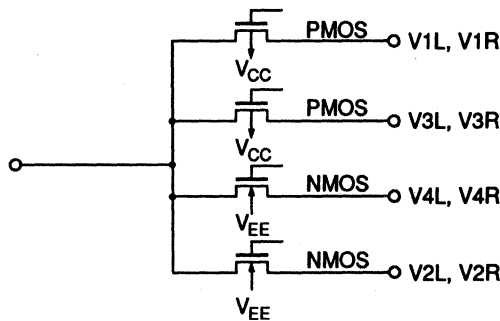 PMOS V1L, V1R
VCC
PMOS V3L, V3R
VCC
NMOS V4L, V4R
VEE
NMOS V2L, V2R
VEE